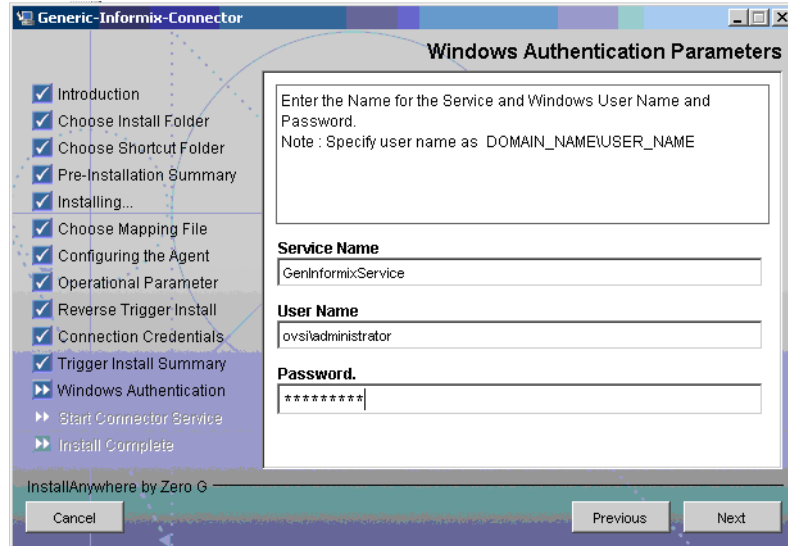 Generic-Informix-Connector
Windows Authentication Parameters
Introduction
Choose Install Folder
Choose Shortcut Folder
Pre-Installation Summary
Installing...
Choose Mapping File
Configuring the Agent
Operational Parameter
Reverse Trigger Install
Connection Credentials
Trigger Install Summary
Windows Authentication
Start Connector Service
Install Complete
Enter the Name for the Service and Windows User Name and
Password.
Note : Specify user name as DOMAIN_NAME\USER_NAME
Service Name
GenInformixService
User Name
ovsi\administrator
Password.
*********
InstallAnywhere by Zero G
Cancel
Previous
Next